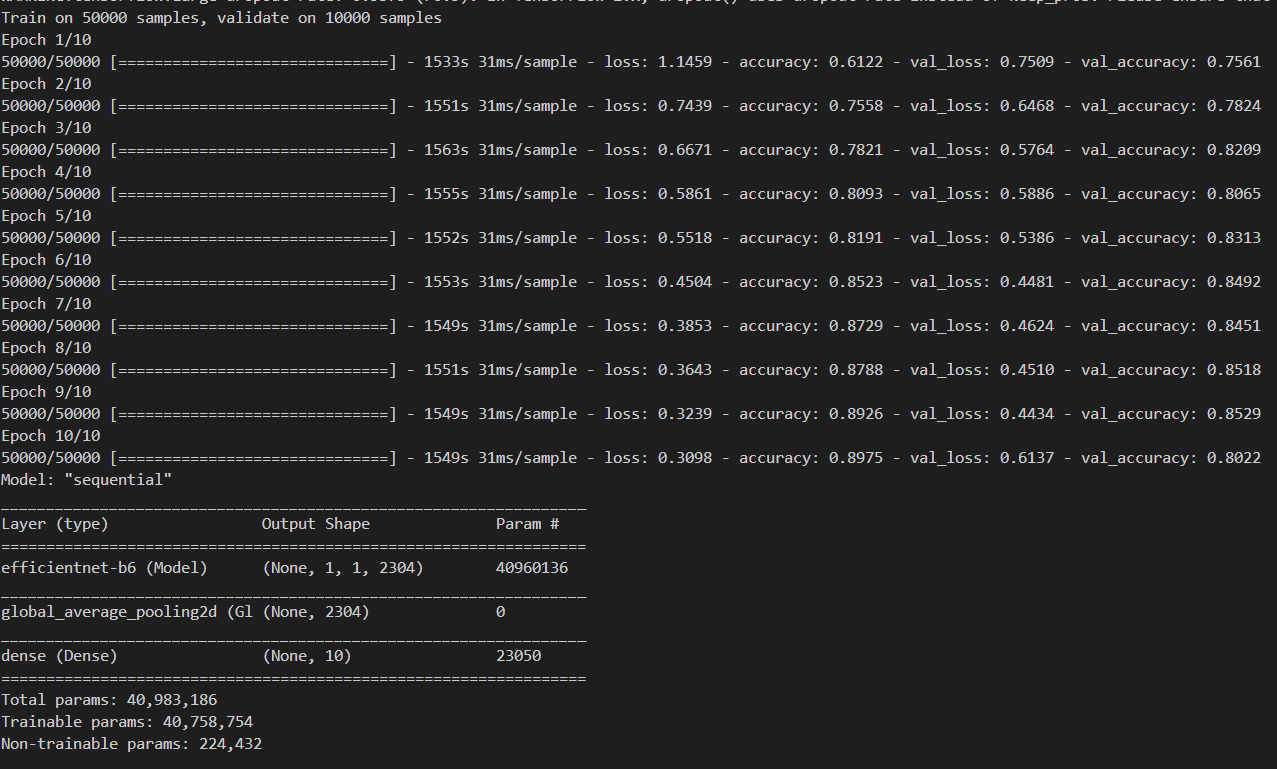 Train on 50000 samples, validate on 10000 samples
Epoch 1/10
50000/50000 [==============================] - 1533s 31ms/sample - loss: 1.1459 - accuracy: 0.6122 - val_loss: 0.7509 - val_accuracy: 0.7561
Epoch 2/10
50000/50000 [==============================] - 1551s 31ms/sample - loss: 0.7439 - accuracy: 0.7558 - val_loss: 0.6468 - val_accuracy: 0.7824
Epoch 3/10
50000/50000 [==============================] - 1563s 31ms/sample - loss: 0.6671 - accuracy: 0.7821 - val_loss: 0.5764 - val_accuracy: 0.8209
Epoch 4/10
50000/50000 [==============================] - 1555s 31ms/sample - loss: 0.5861 - accuracy: 0.8093 - val_loss: 0.5886 - val_accuracy: 0.8065
Epoch 5/10
50000/50000 [==============================] - 1552s 31ms/sample - loss: 0.5518 - accuracy: 0.8191 - val_loss: 0.5386 - val_accuracy: 0.8313
Epoch 6/10
50000/50000 [==============================] - 1553s 31ms/sample - loss: 0.4504 - accuracy: 0.8523 - val_loss: 0.4481 - val_accuracy: 0.8492
Epoch 7/10
50000/50000 [==============================] - 1549s 31ms/sample - loss: 0.3853 - accuracy: 0.8729 - val_loss: 0.4624 - val_accuracy: 0.8451
Epoch 8/10
50000/50000 [==============================] - 1551s 31ms/sample - loss: 0.3643 - accuracy: 0.8788 - val_loss: 0.4510 - val_accuracy: 0.8518
Epoch 9/10
50000/50000 [==============================] - 1549s 31ms/sample - loss: 0.3239 - accuracy: 0.8926 - val_loss: 0.4434 - val_accuracy: 0.8529
Epoch 10/10
50000/50000 [==============================] - 1549s 31ms/sample - loss: 0.3098 - accuracy: 0.8975 - val_loss: 0.6137 - val_accuracy: 0.8022
Model: "sequential"
_________________________________________________________________
Layer (type)                 Output Shape              Param #
=================================================================
efficientnet-b6 (Model)      (None, 1, 1, 2304)        40960136
_________________________________________________________________
global_average_pooling2d (Gl (None, 2304)              0
_________________________________________________________________
dense (Dense)                (None, 10)                23050
=================================================================
Total params: 40,983,186
Trainable params: 40,758,754
Non-trainable params: 224,432